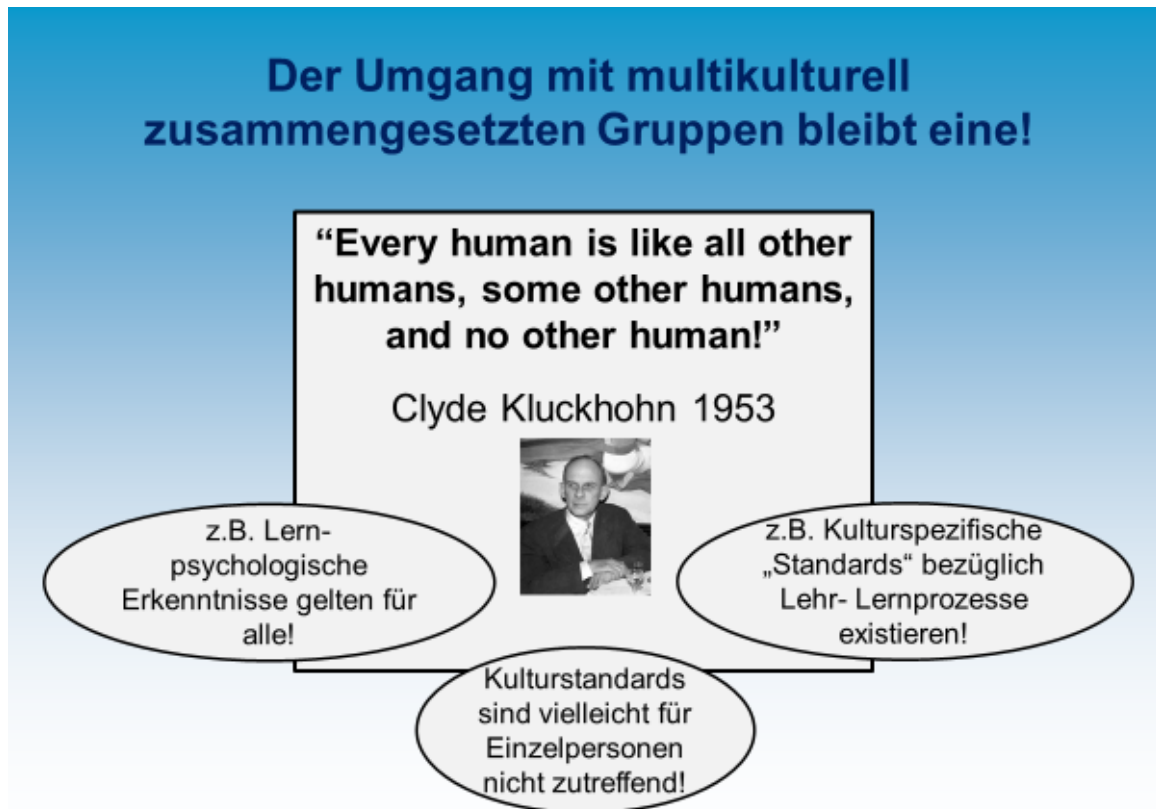 Der Umgang mit multikulturell
zusammengesetzten Gruppen bleibt eine!
“Every human is like all other
humans, some other humans,
and no other human!”
Clyde Kluckhohn 1953
z.B. Lern-
psychologische
Erkenntnisse gelten für
alle!
z.B. Kulturspezifische
„Standards“ bezüglich
Lehr- Lernprozesse
existieren!
Kulturstandards
sind vielleicht für
Einzelpersonen
nicht zutreffend!